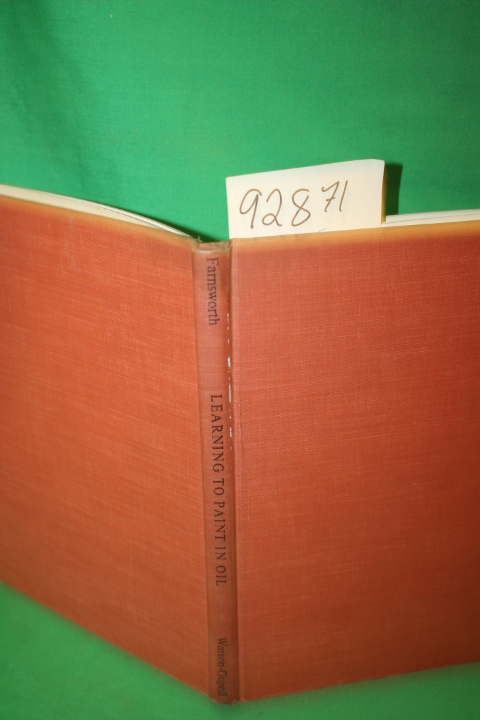 92871
Farnsworth
LEARNING TO PAINT IN OIL
Watson-Guptill